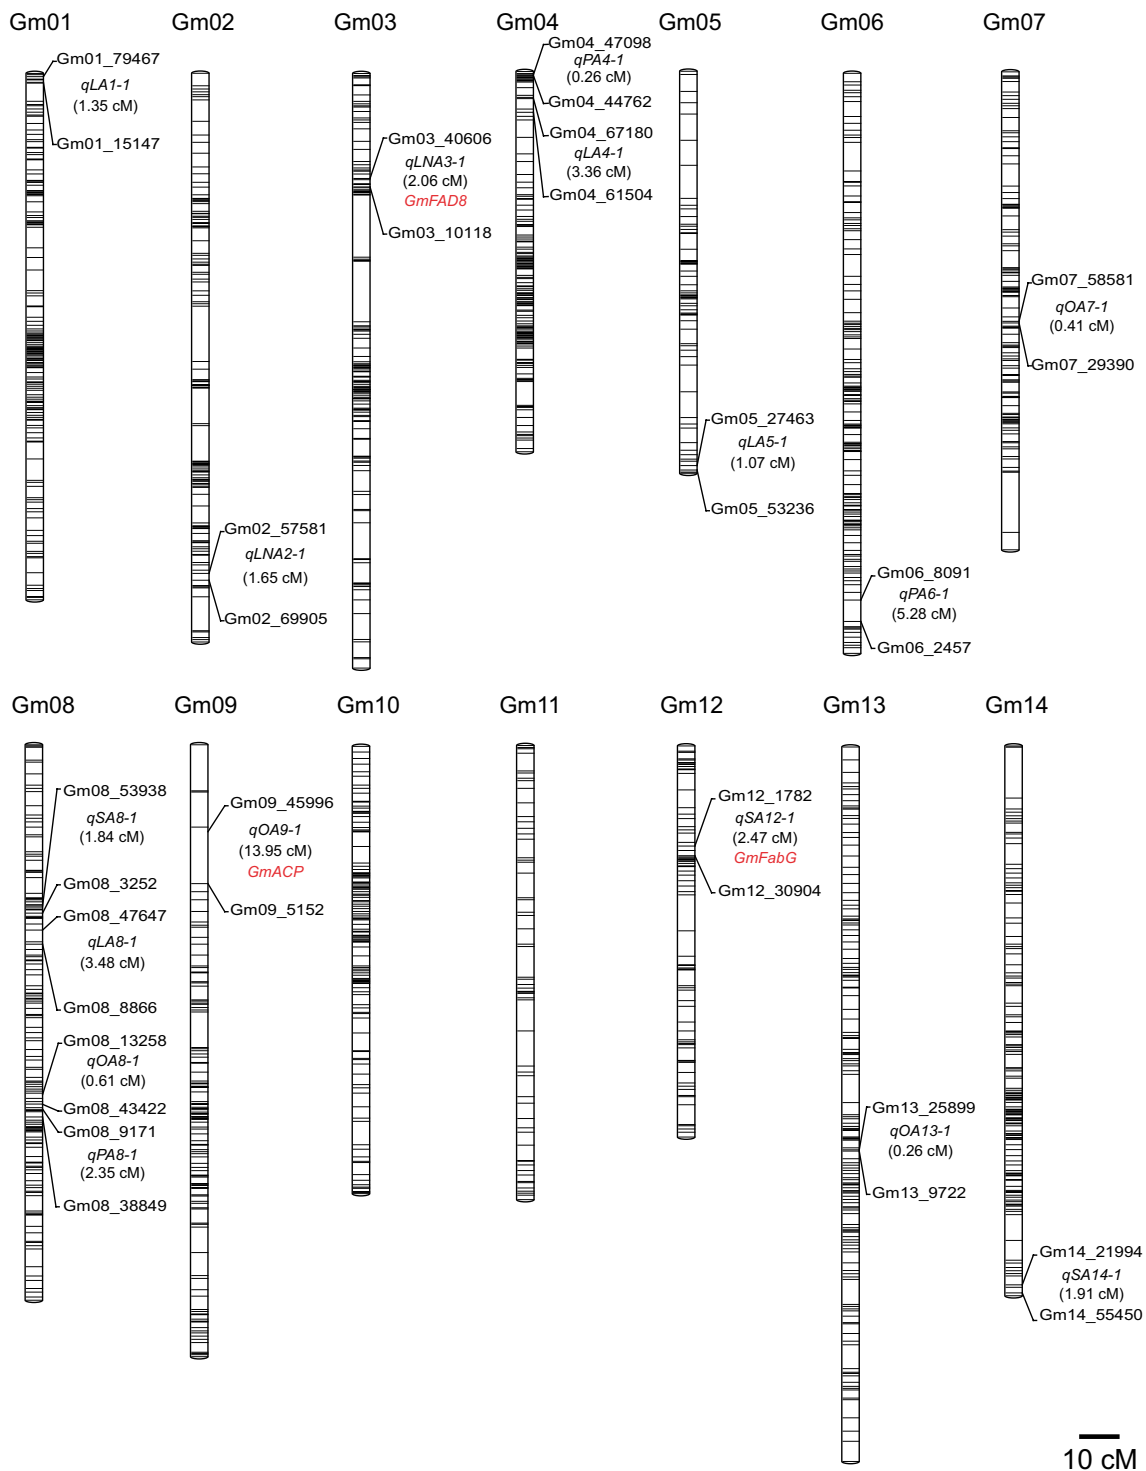 Gm01
Gm02
Gm03
Gm04
Gm05
Gm06
Gm07
Gm01_79467
qLA1-1
(1.35 cM)
Gm01_15147
Gm02_57581
qLNA2-1
(1.65 cM)
Gm02_69905
Gm03_40606
qLNA3-1
(2.06 cM)
GmFAD8
Gm03_10118
Gm04_47098
qPA4-1
(0.26 cM)
Gm04_44762
Gm04_67180
qLA4-1
(3.36 cM)
Gm04_61504
Gm05_27463
qLA5-1
(1.07 cM)
Gm05_53236
Gm06_8091
qPA6-1
(5.28 cM)
Gm06_2457
Gm07_58581
qOA7-1
(0.41 cM)
Gm07_29390
Gm08
Gm09
Gm10
Gm11
Gm12
Gm13
Gm14
Gm08_53938
qSA8-1
(1.84 cM)
Gm08_3252
Gm08_47647
qLA8-1
(3.48 cM)
Gm08_8866
Gm08_13258
qOA8-1
(0.61 cM)
Gm08_43422
Gm08_9171
qPA8-1
(2.35 cM)
Gm08_38849
Gm09_45996
qOA9-1
(13.95 cM)
GmACP
Gm09_5152
Gm12_1782
qSA12-1
(2.47 cM)
GmFabG
Gm12_30904
Gm13_25899
qOA13-1
(0.26 cM)
Gm13_9722
Gm14_21994
qSA14-1
(1.91 cM)
Gm14_55450
10 cM